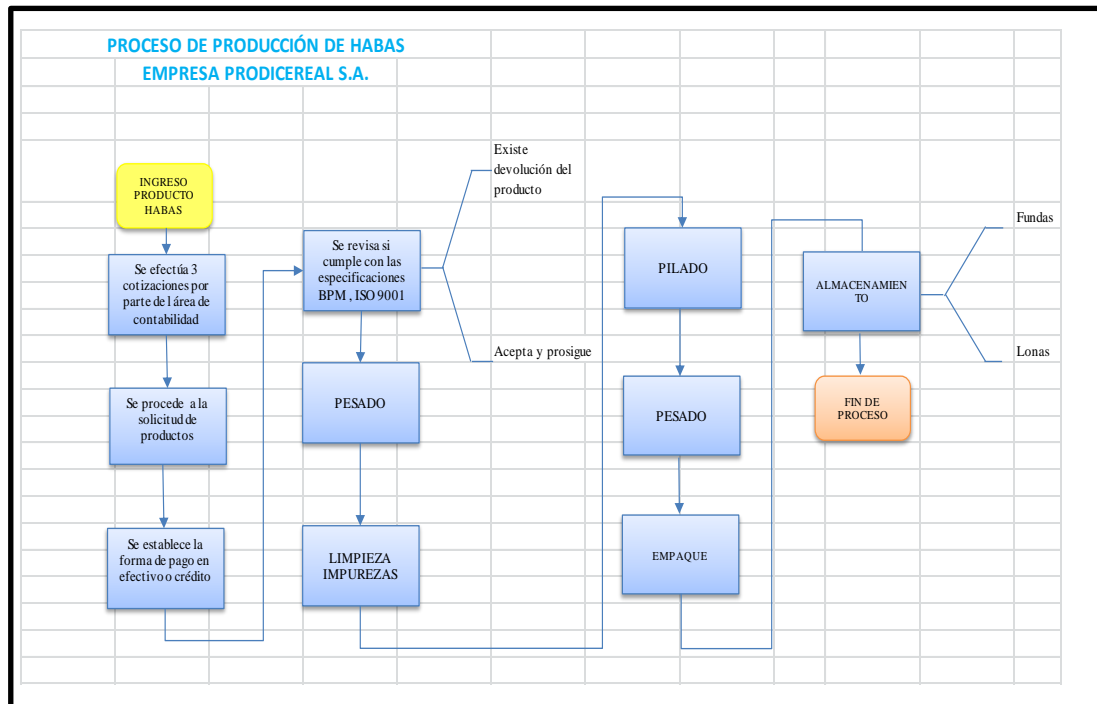 PROCESO DE PRODUCCIÓN DE HABAS
EMPRESA PRODICEREAL S.A.
INGRESO
PRODUCTO
HABAS
Se efectúa 3
cotizaciones por
parte de l área de
contabilidad
Se procede a la
solicitud de
productos
Se establece la
forma de pago en
efectivo o crédito
Se revisa si
cumple con las
especificaciones
BPM , ISO 9001
Existe
devolución del
producto
Acepta y prosigue
PESADO
LIMPIEZA
IMPUREZAS
PILADO
PESADO
EMPAQUE
ALMACENAMIEN
TO
Fundas
Lonas
FIN DE
PROCESO